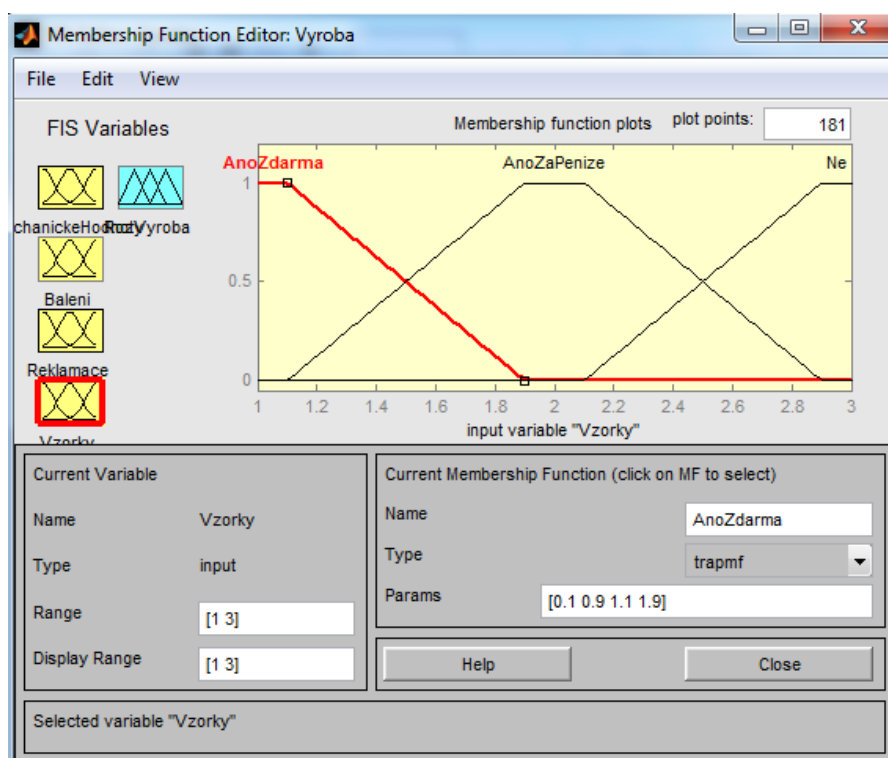 Membership Function Editor: Vyroba
File Edit View
FIS Variables
Membership function plots plot points: 181
AnoZdarma AnoZaPenize Ne
1
0.5
0
1 1.2 1.4 1.6 1.8 2 2.2 2.4 2.6 2.8 3
input variable "Vzorky"
Baleni
Reklamace
Vzorky
Current Variable
Name Vzorky
Type input
Range [1 3]
Display Range [1 3]
Current Membership Function (click on MF to select)
Name AnoZdarma
Type trapmf
Params [0.1 0.9 1.1 1.9]
Help Close
Selected variable "Vzorky"